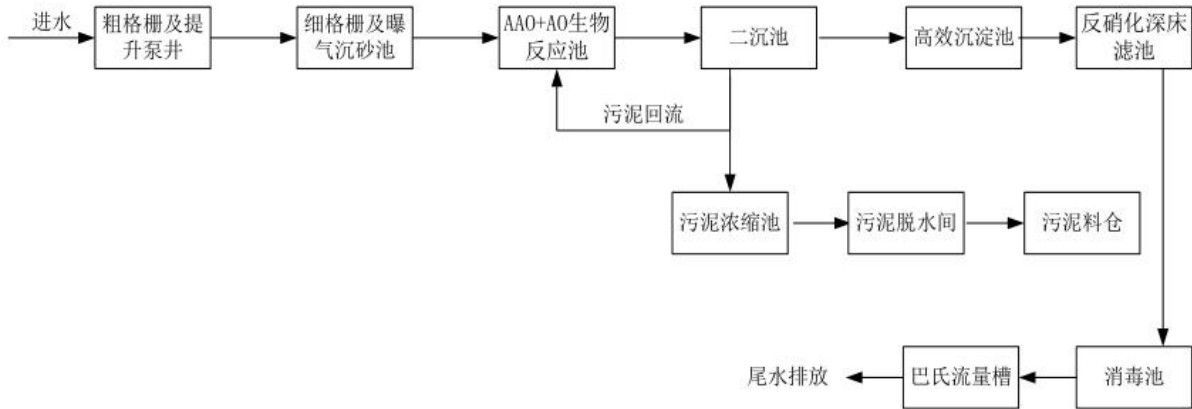 进水
粗格栅及提
升泵井
细格栅及曝
气沉砂池
AAO+AO生物
反应池
二沉池
高效沉淀池
反硝化深床
滤池
污泥回流
污泥浓缩池
污泥脱水间
污泥料仓
尾水排放
巴氏流量槽
消毒池